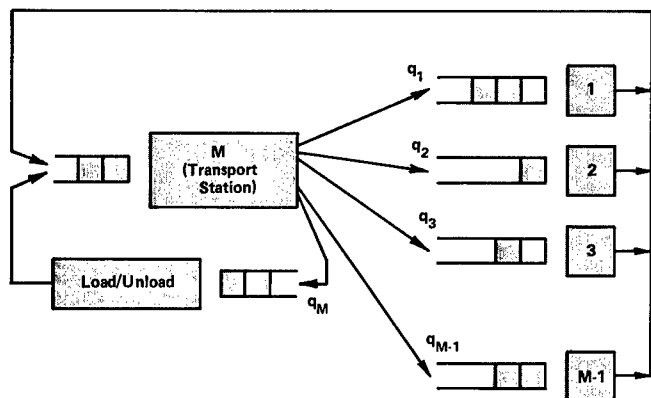 q1
1
M
(Transport
Station)
q2
2
q3
3
Load/Unload
qM
qM-1
M-1